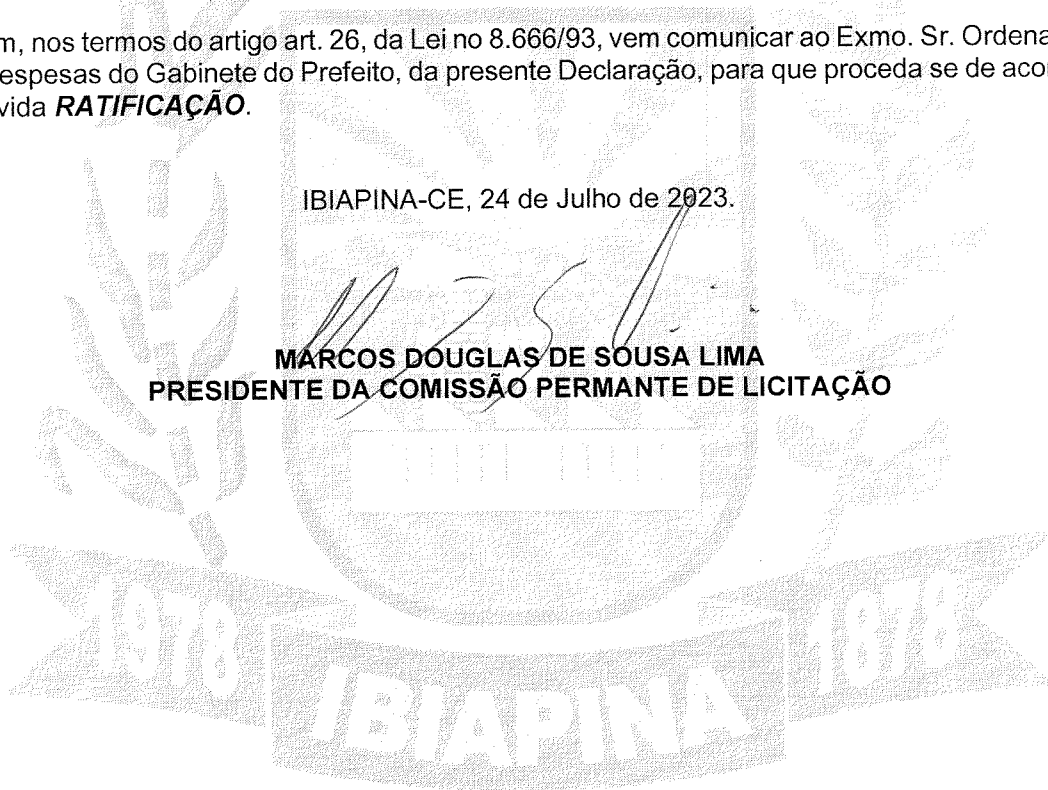 m, nos termos do artigo art. 26, da Lei no 8.666/93, vem comunicar ao Exmo. Sr. Ordena
espesas do Gabinete do Prefeito, da presente Declaração, para que proceda se de aco
vida RATIFICAÇÃO.
IBIAPINA-CE, 24 de Julho de 2023.
MARCOS DOUGLAS DE SOUSA LIMA
PRESIDENTE DA COMISSÃO PERMANTE DE LICITAÇÃO
1978
1878
IBIAPINA